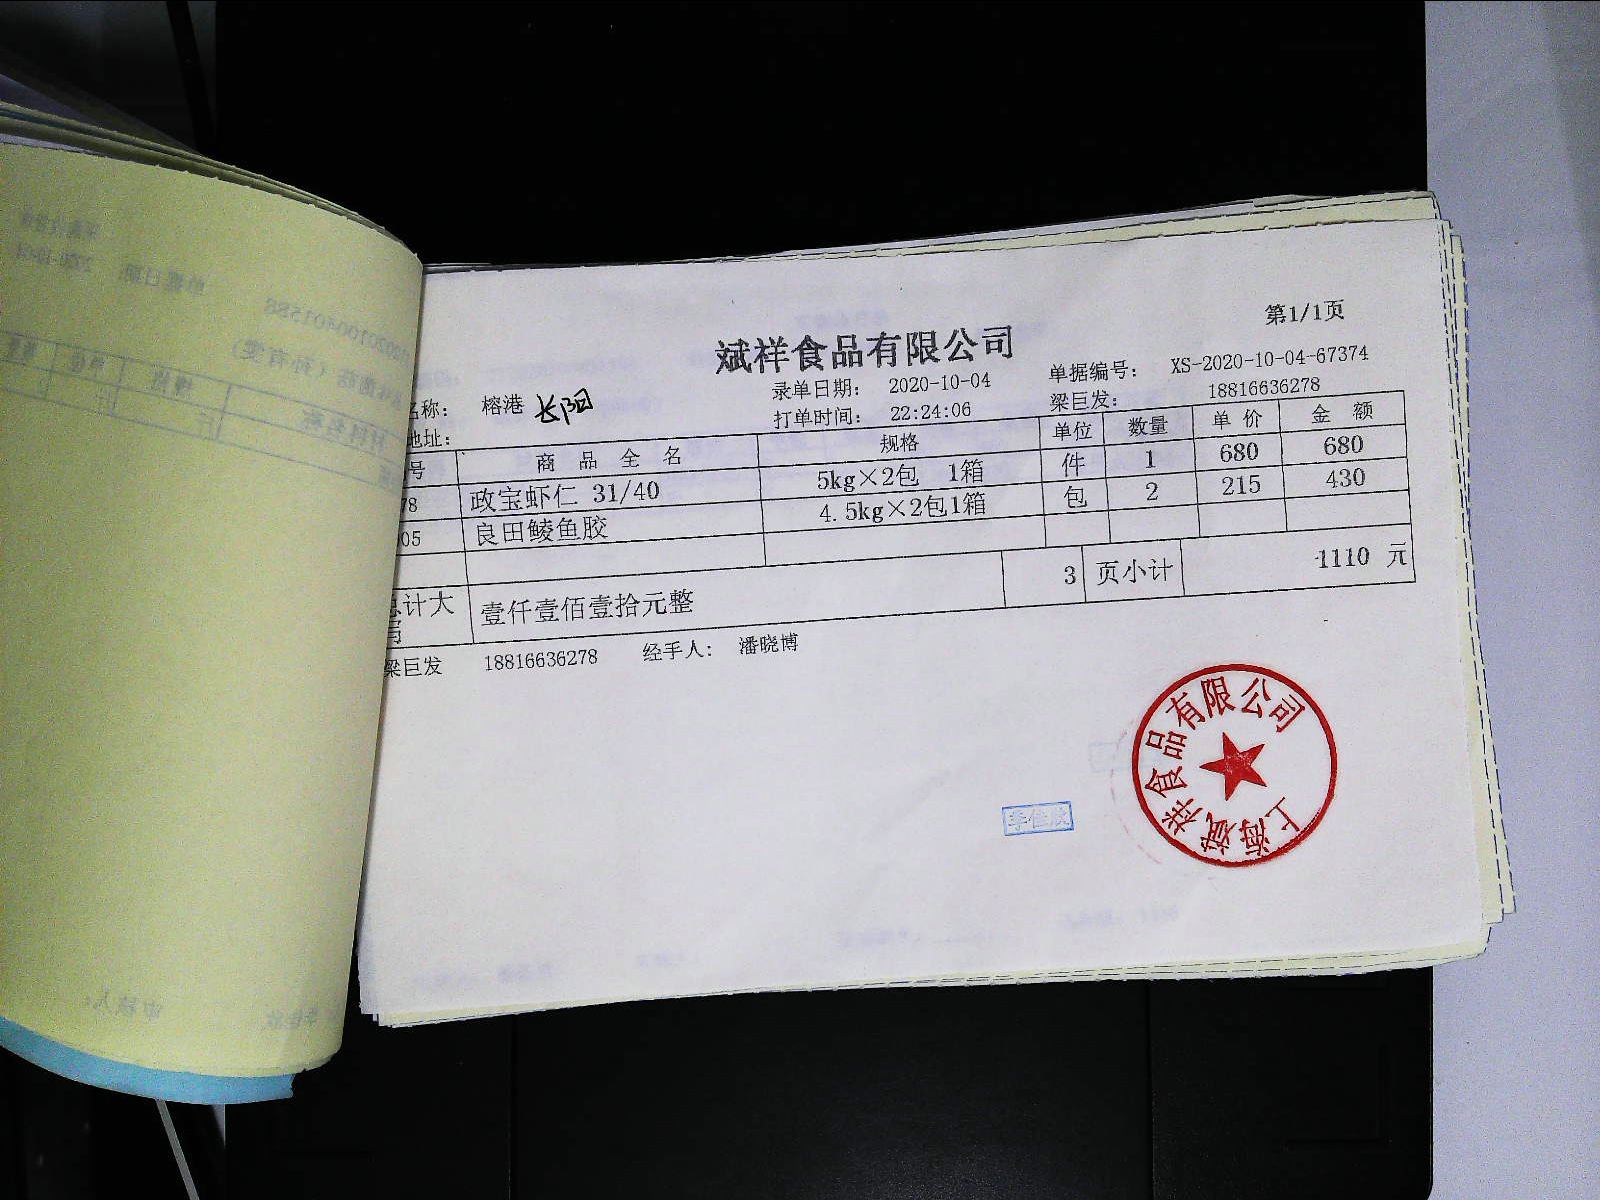 第1/1页
斌祥食品有限公司
名称： 榕港 长阳 录单日期： 2020-10-04 单据编号： XS-2020-10-04-67374
地址： 打单时间： 22:24:06 梁巨发： 18816636278
号 商 品 全 名 规格 单位 数量 单 价 金 额
78 政宝虾仁 31/40 5kg×2包 1箱 件 1 680 680
05 良田鲮鱼胶 4.5kg×2包1箱 包 2 215 430
总计大写 壹仟壹佰壹拾元整 3 页小计 1110 元
梁巨发 18816636278 经手人： 潘晓博
上海斌祥食品有限公司